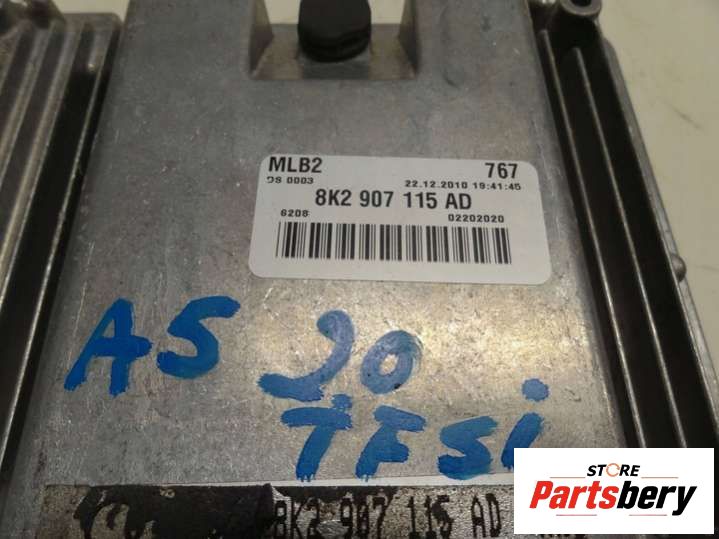 MLB2 767
DS 0003 22.12.2010 19:41:45
8K2 907 115 AD
6208 02202020
A5 20
TFSi
8K2 907 115 AD
STORE
Partsbery